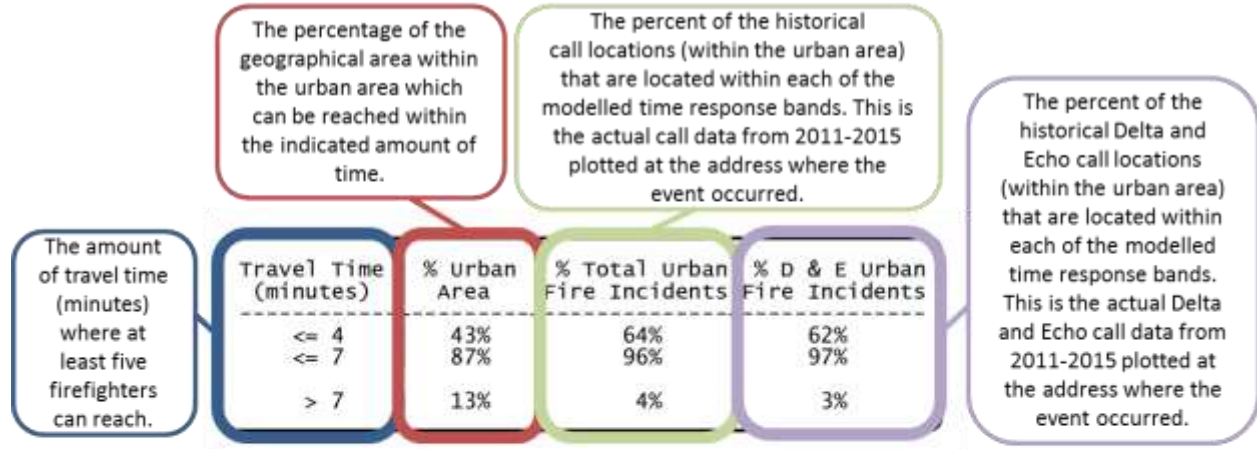 The percentage of the
geographical area within
the urban area which
can be reached within
the indicated amount of
time.
The percent of the historical
call locations (within the urban area)
that are located within each of the
modelled time response bands. This is
the actual call data from 2011-2015
plotted at the address where the
event occurred.
The percent of the
historical Delta and
Echo call locations
(within the urban area)
that are located within
each of the modelled
time response bands.
This is the actual Delta
and Echo call data from
2011-2015 plotted at
the address where the
event occurred.
The amount
of travel time
(minutes)
where at
least five
firefighters
can reach.
Travel Time % Urban % Total Urban % D & E Urban
(minutes) Area Fire Incidents Fire Incidents
<= 4 43% 64% 62%
<= 7 87% 96% 97%
> 7 13% 4% 3%